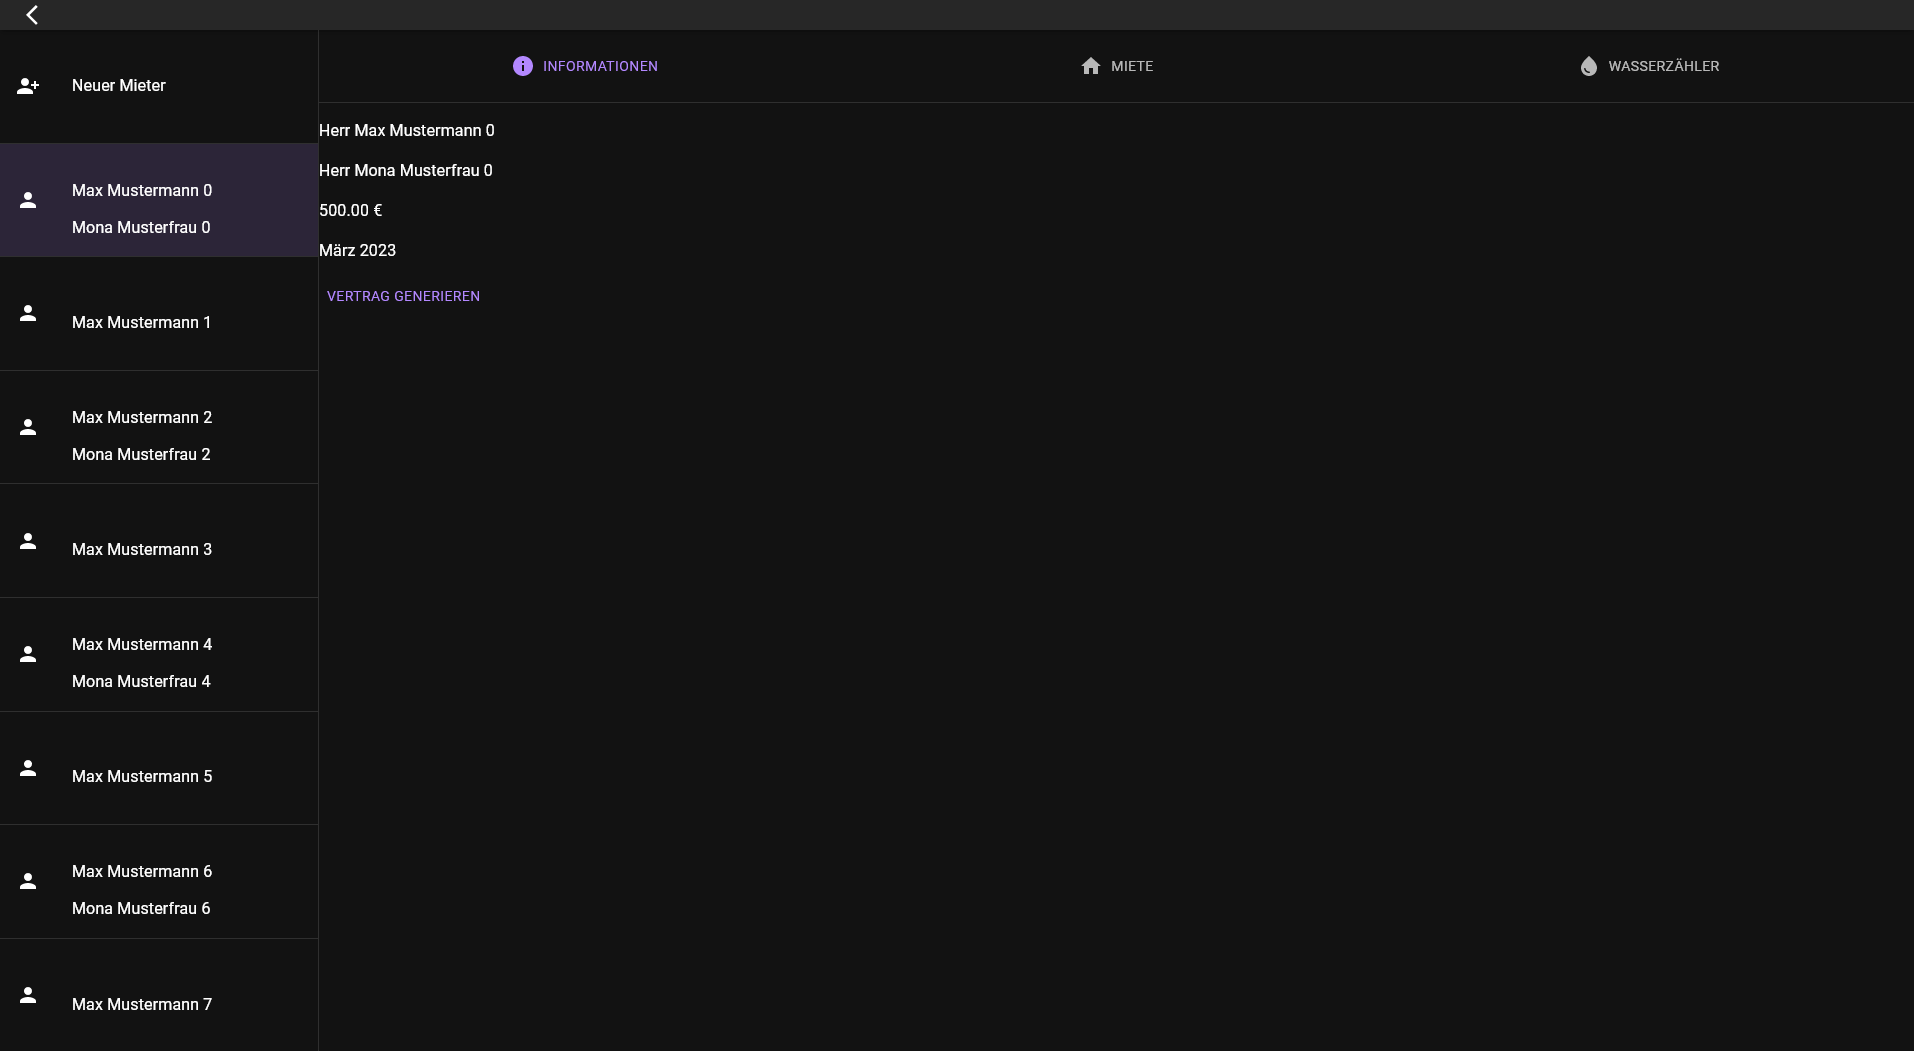 Neuer Mieter
Max Mustermann 0
Mona Musterfrau 0
Max Mustermann 1
Max Mustermann 2
Mona Musterfrau 2
Max Mustermann 3
Max Mustermann 4
Mona Musterfrau 4
Max Mustermann 5
Max Mustermann 6
Mona Musterfrau 6
Max Mustermann 7
INFORMATIONEN
MIETE
WASSERZÄHLER
Herr Max Mustermann 0
Herr Mona Musterfrau 0
500.00 €
März 2023
VERTRAG GENERIEREN